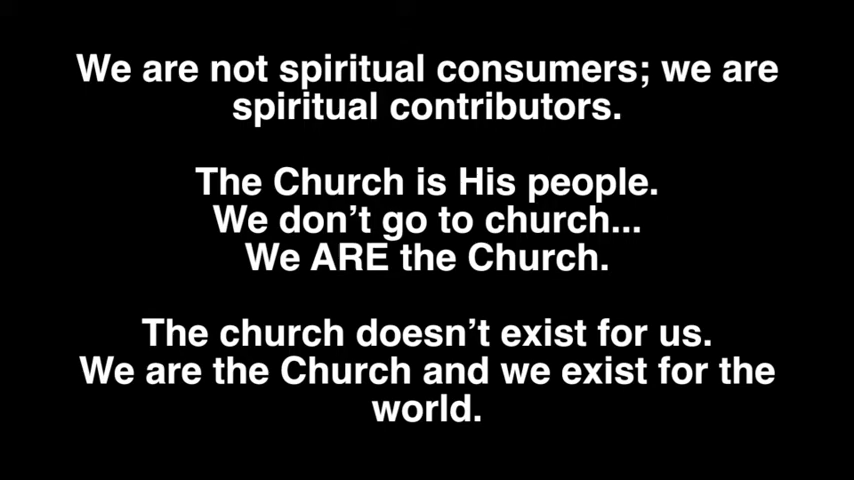 We are not spiritual consumers; we are
spiritual contributors.
The Church is His people.
We don’t go to church...
We ARE the Church.
The church doesn’t exist for us.
We are the Church and we exist for the
world.